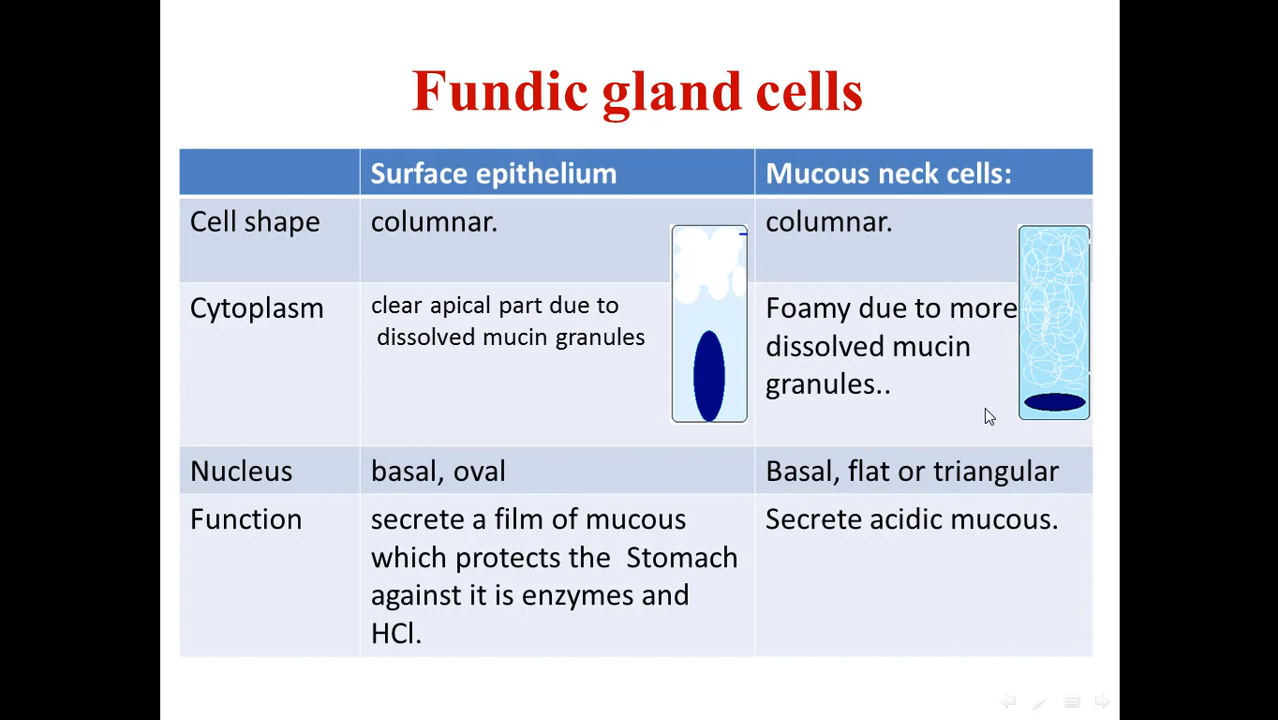 Fundic gland cells
Surface epithelium
Mucous neck cells:
Cell shape
columnar.
columnar.
Cytoplasm
clear apical part due to
dissolved mucin granules
Foamy due to more
dissolved mucin
granules..
Nucleus
basal, oval
Basal, flat or triangular
Function
secrete a film of mucous
which protects the Stomach
against it is enzymes and
HCl.
Secrete acidic mucous.